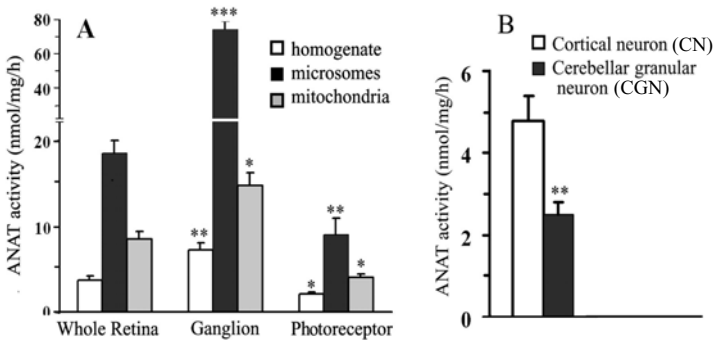 A
ANAT activity (nmol/mg/h)
80
60
40
20
10
0
***
**
*
**
*
*
homogenate
microsomes
mitochondria
Whole Retina Ganglion Photoreceptor
B
ANAT activity (nmol/mg/h)
6
4
2
0
**
Cortical neuron (CN)
Cerebellar granular
neuron (CGN)